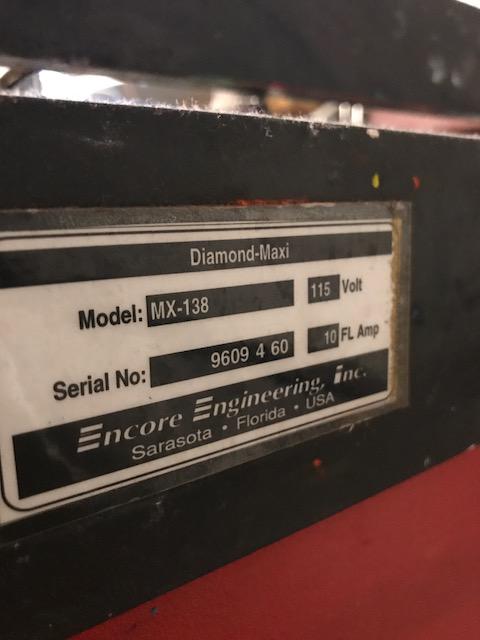 Diamond-Maxi
Model: MX-138 115 Volt
Serial No: 9609 4 60 10 FL Amp
Encore Engineering, Inc.
Sarasota • Florida • USA